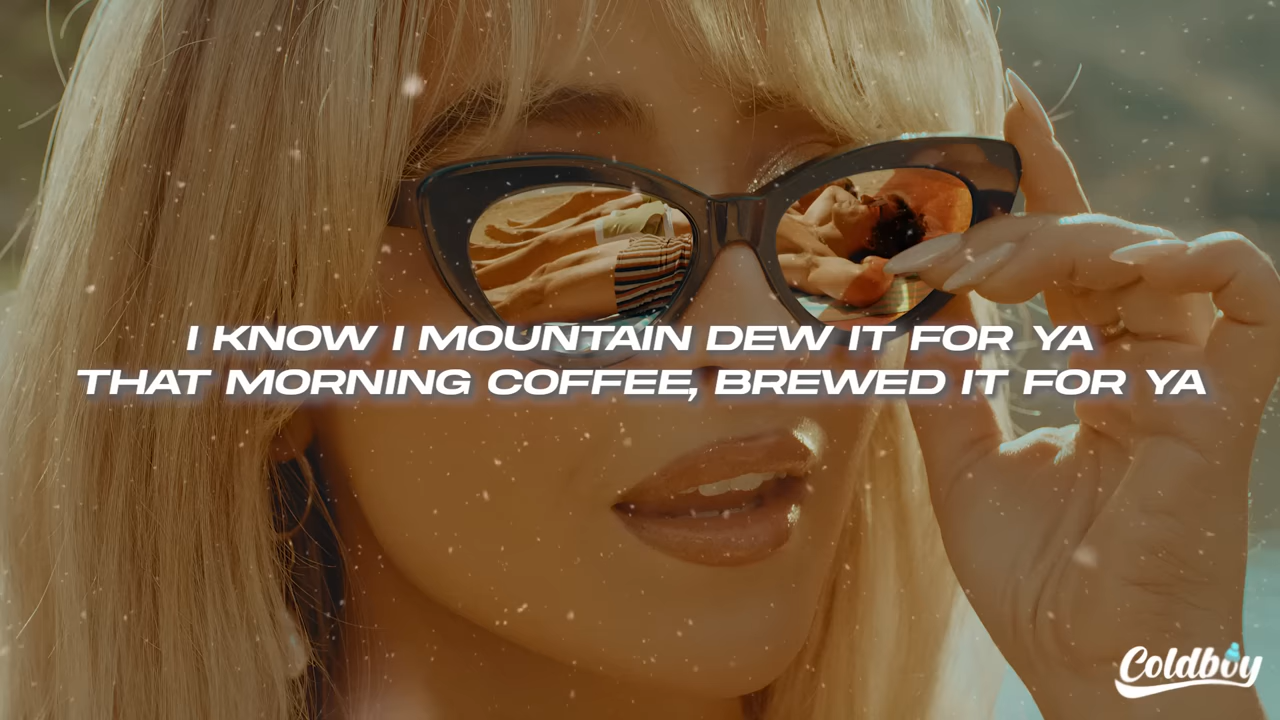 I KNOW I MOUNTAIN DEW IT FOR YA
THAT MORNING COFFEE, BREWED IT FOR YA
Coldboy